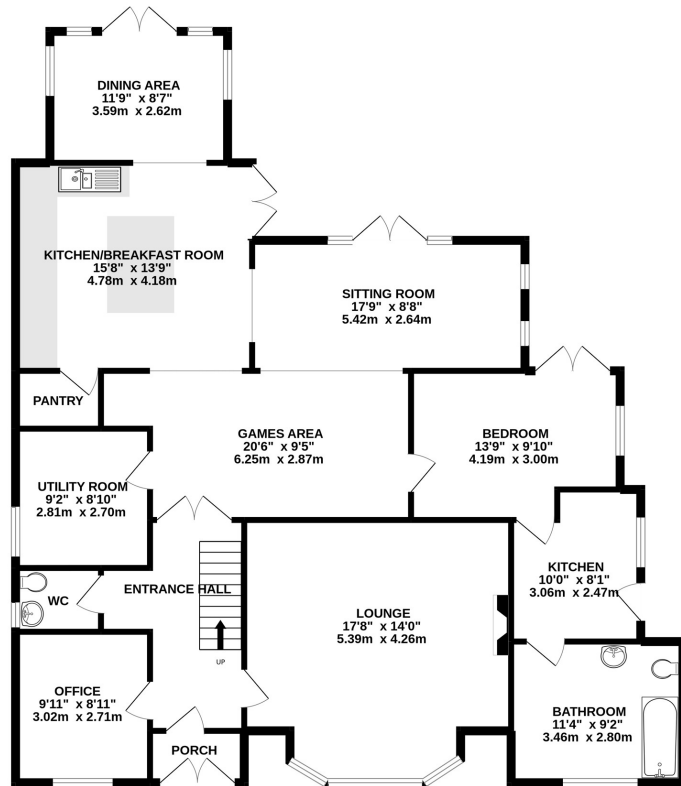 DINING AREA
11'9" x 8'7"
3.59m x 2.62m
KITCHEN/BREAKFAST ROOM
15'8" x 13'9"
4.78m x 4.18m
SITTING ROOM
17'9" x 8'8"
5.42m x 2.64m
PANTRY
GAMES AREA
20'6" x 9'5"
6.25m x 2.87m
BEDROOM
13'9" x 9'10"
4.19m x 3.00m
UTILITY ROOM
9'2" x 8'10"
2.81m x 2.70m
KITCHEN
10'0" x 8'1"
3.06m x 2.47m
WC
ENTRANCE HALL
LOUNGE
17'8" x 14'0"
5.39m x 4.26m
UP
OFFICE
9'11" x 8'11"
3.02m x 2.71m
BATHROOM
11'4" x 9'2"
3.46m x 2.80m
PORCH